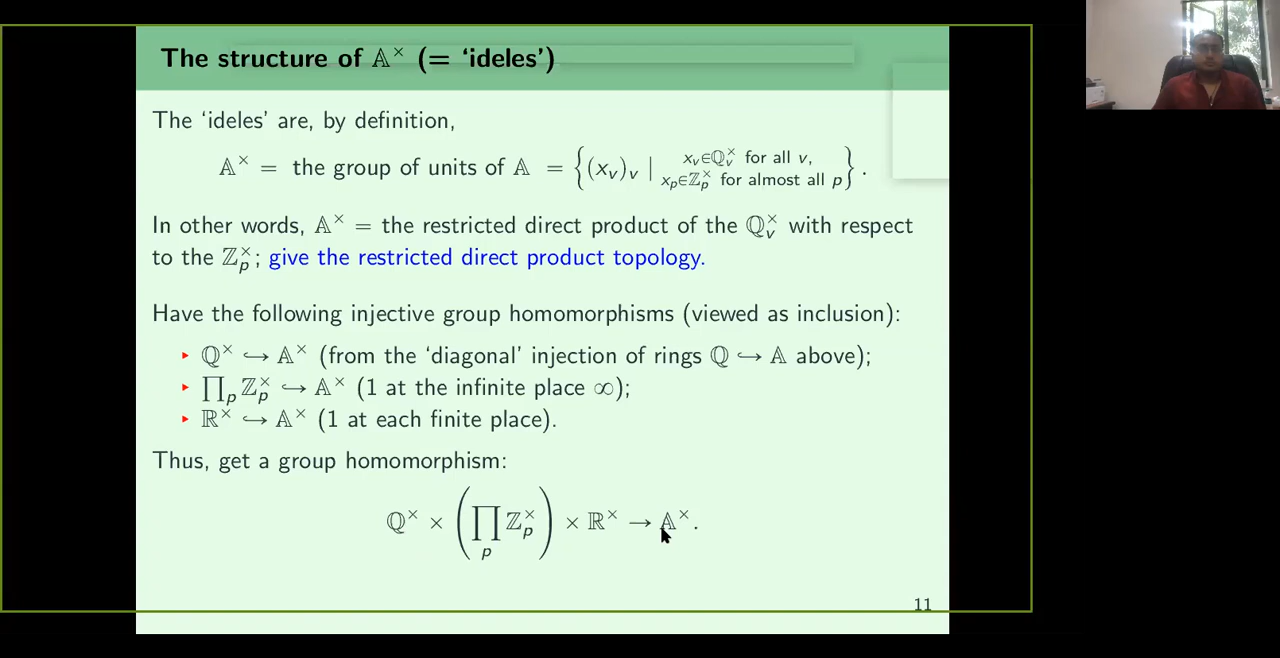 The structure of 𝔸× (= ‘ideles’)
The ‘ideles’ are, by definition,
𝔸× = the group of units of 𝔸 = {(x_v)_v | x_v∈ℚ_v× for all v, x_p∈ℤ_p× for almost all p}.
In other words, 𝔸× = the restricted direct product of the ℚ_v× with respect
to the ℤ_p×; give the restricted direct product topology.
Have the following injective group homomorphisms (viewed as inclusion):
▸ ℚ× ↪ 𝔸× (from the ‘diagonal’ injection of rings ℚ ↪ 𝔸 above);
▸ ∏_p ℤ_p× ↪ 𝔸× (1 at the infinite place ∞);
▸ ℝ× ↪ 𝔸× (1 at each finite place).
Thus, get a group homomorphism:
ℚ× × (∏_p ℤ_p×) × ℝ× → 𝔸×.
11